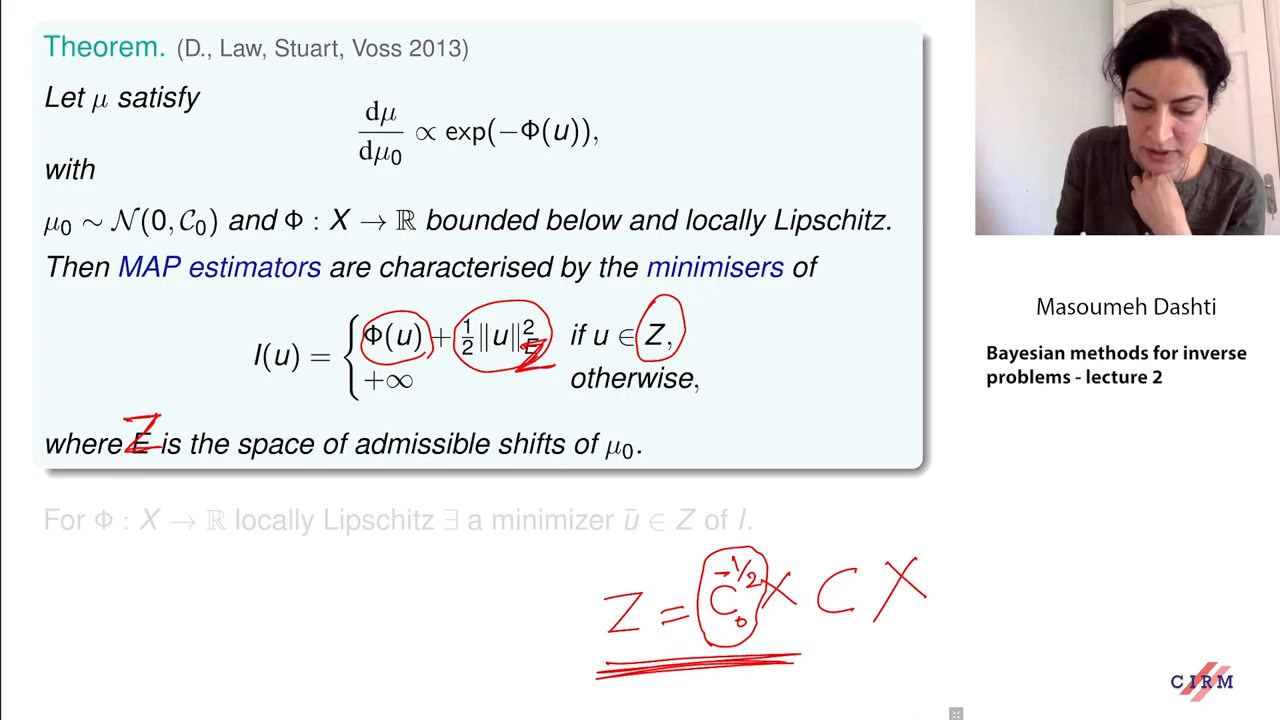 Theorem. (D., Law, Stuart, Voss 2013)
Let μ satisfy
dμ/dμ₀ ∝ exp(−Φ(u)),
with
μ₀ ∼ 𝒩(0, 𝒞₀) and Φ : X → ℝ bounded below and locally Lipschitz.
Then MAP estimators are characterised by the minimisers of
I(u) = { Φ(u) + ½‖u‖²_Z if u ∈ Z,
+∞ otherwise,
where Z E is the space of admissible shifts of μ₀.
For Φ : X → ℝ locally Lipschitz ∃ a minimizer ū ∈ Z of I.
Z = C₀^{-1/2} X ⊂ X
Masoumeh Dashti
Bayesian methods for inverse
problems - lecture 2
CIRM